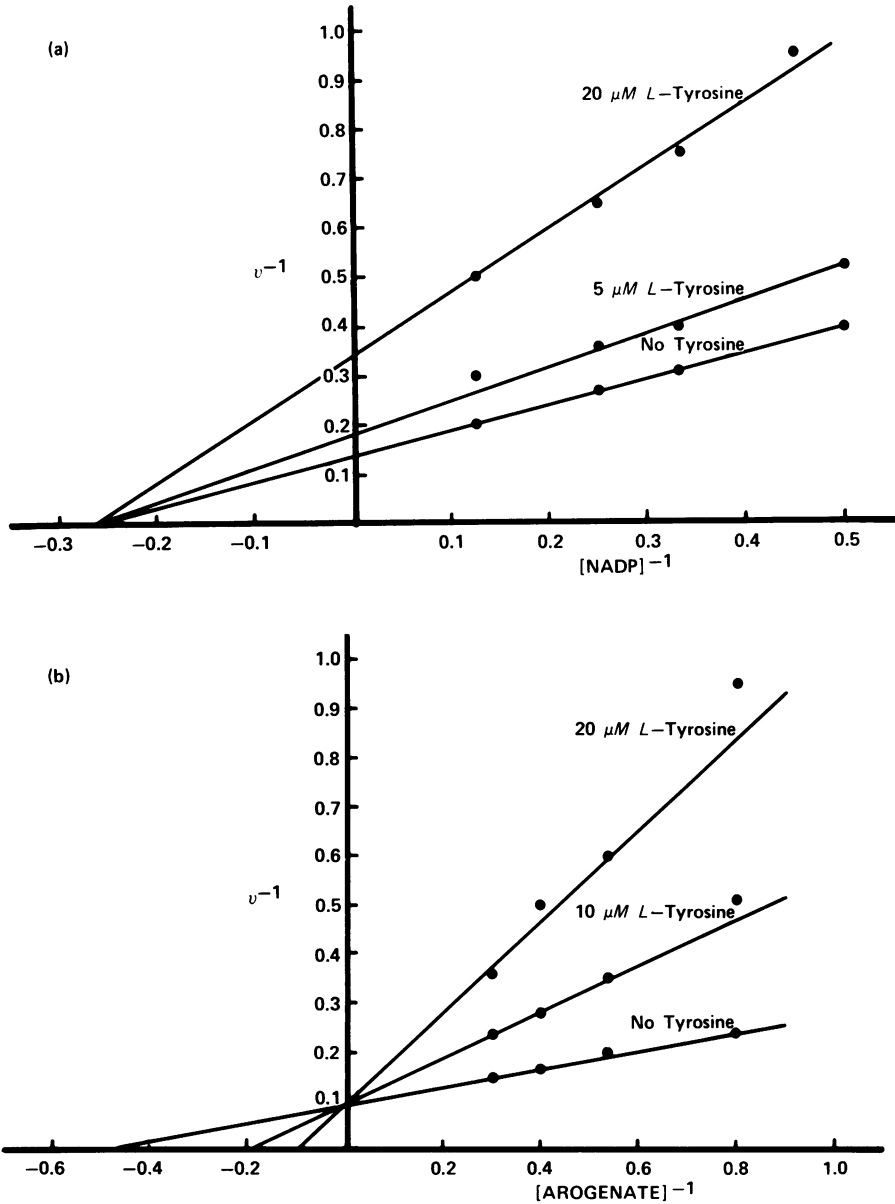 (a)
1.0
0.9
20 µM L–Tyrosine
0.8
0.7
0.6
v⁻¹
0.5
5 µM L–Tyrosine
0.4
No Tyrosine
0.3
0.2
0.1
−0.3 −0.2 −0.1 0.1 0.2 0.3 0.4 0.5
[NADP]⁻¹
(b)
1.0
0.9
20 µM L–Tyrosine
0.8
0.7
0.6
v⁻¹
0.5
10 µM L–Tyrosine
0.4
0.3
No Tyrosine
0.2
0.1
−0.6 −0.4 −0.2 0.2 0.4 0.6 0.8 1.0
[AROGENATE]⁻¹